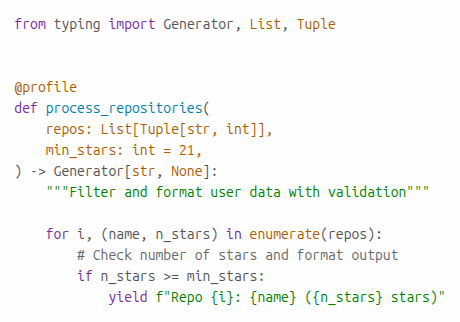 from typing import Generator, List, Tuple
@profile
def process_repositories(
    repos: List[Tuple[str, int]],
    min_stars: int = 21,
) -> Generator[str, None]:
    """Filter and format user data with validation"""
    for i, (name, n_stars) in enumerate(repos):
        # Check number of stars and format output
        if n_stars >= min_stars:
            yield f"Repo {i}: {name} ({n_stars} stars)"